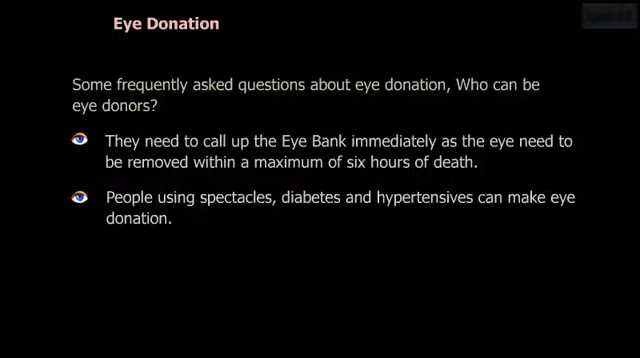 Eye Donation
Some frequently asked questions about eye donation, Who can be
eye donors?
They need to call up the Eye Bank immediately as the eye need to
be removed within a maximum of six hours of death.
People using spectacles, diabetes and hypertensives can make eye
donation.